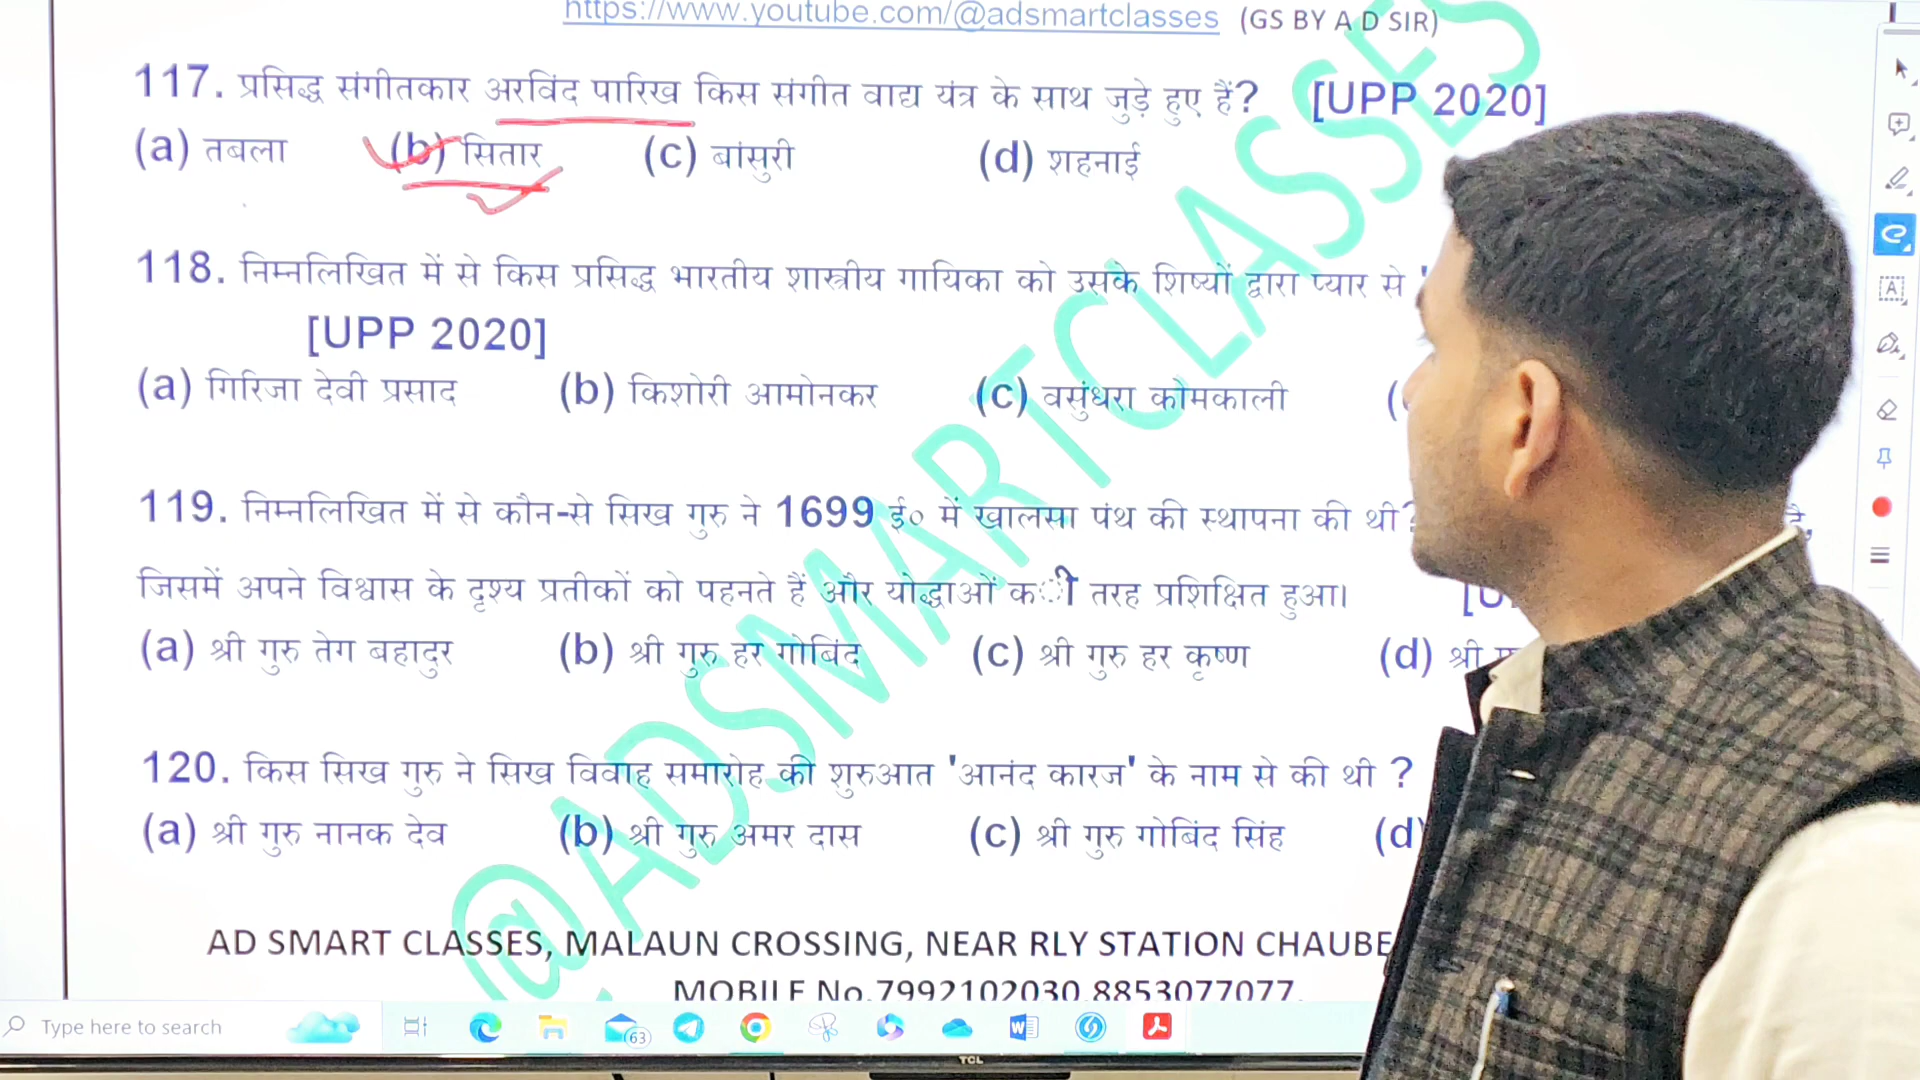 https://www.youtube.com/@adsmartclasses (GS BY A D SIR)
117. प्रसिद्ध संगीतकार अरविंद पारिख किस संगीत वाद्य यंत्र के साथ जुड़े हुए हैं? [UPP 2020]
(a) तबला (b) सितार (c) बांसुरी (d) शहनाई
118. निम्नलिखित में से किस प्रसिद्ध भारतीय शास्त्रीय गायिका को उसके शिष्यों द्वारा प्यार से '
[UPP 2020]
(a) गिरिजा देवी प्रसाद (b) किशोरी आमोनकर (c) वसुंधरा कोमकाली (
119. निम्नलिखित में से कौन-से सिख गुरु ने 1699 ई० में खालसा पंथ की स्थापना की थी?
जिसमें अपने विश्वास के दृश्य प्रतीकों को पहनते हैं और योद्धाओं क ी तरह प्रशिक्षित हुआ।
(a) श्री गुरु तेग बहादुर (b) श्री गुरु हर गोबिंद (c) श्री गुरु हर कृष्ण (d) श्री
120. किस सिख गुरु ने सिख विवाह समारोह की शुरुआत 'आनंद कारज' के नाम से की थी ?
(a) श्री गुरु नानक देव (b) श्री गुरु अमर दास (c) श्री गुरु गोबिंद सिंह (d)
@ADSMARTCLASSES
AD SMART CLASSES, MALAUN CROSSING, NEAR RLY STATION CHAUBE
MOBILE No.7992102030,8853077077,
Type here to search
63
TCL